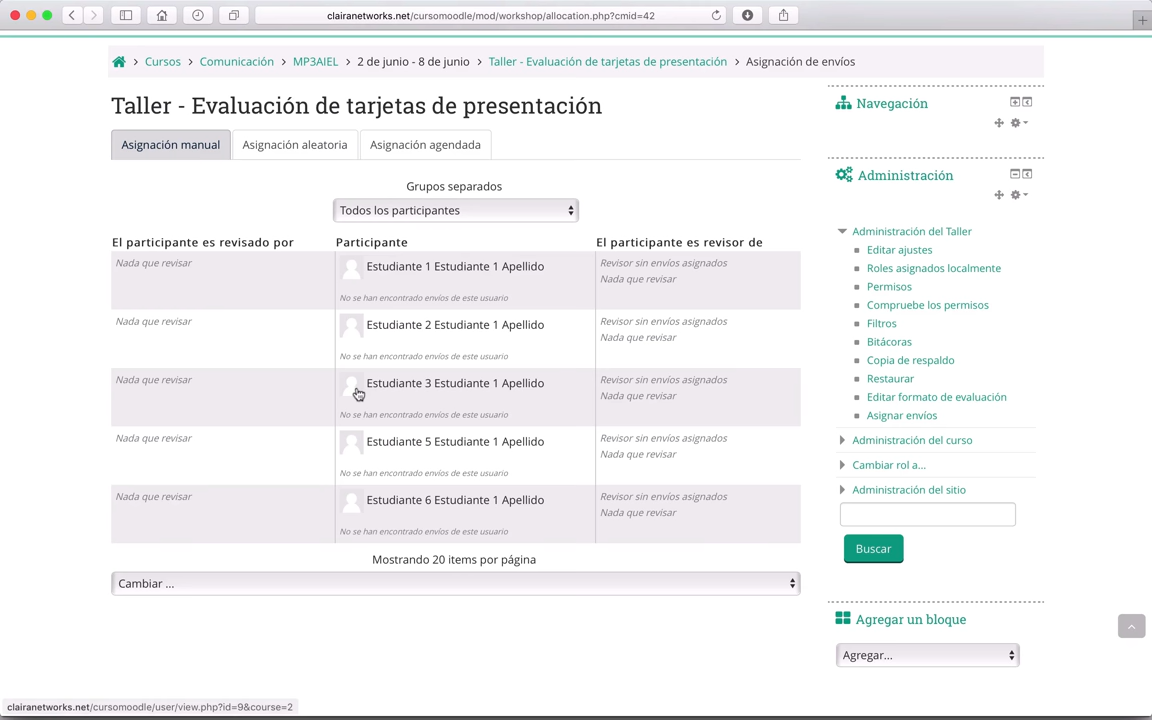 clairanetworks.net/cursomoodle/mod/workshop/allocation.php?cmid=42
Cursos > Comunicación > MP3AIEL > 2 de junio - 8 de junio > Taller - Evaluación de tarjetas de presentación > Asignación de envíos
Taller - Evaluación de tarjetas de presentación
Asignación manual
Asignación aleatoria
Asignación agendada
Grupos separados
Todos los participantes
El participante es revisado por
Participante
El participante es revisor de
Nada que revisar
Estudiante 1 Estudiante 1 Apellido
No se han encontrado envíos de este usuario
Revisor sin envíos asignados
Nada que revisar
Nada que revisar
Estudiante 2 Estudiante 1 Apellido
No se han encontrado envíos de este usuario
Revisor sin envíos asignados
Nada que revisar
Nada que revisar
Estudiante 3 Estudiante 1 Apellido
No se han encontrado envíos de este usuario
Revisor sin envíos asignados
Nada que revisar
Nada que revisar
Estudiante 5 Estudiante 1 Apellido
No se han encontrado envíos de este usuario
Revisor sin envíos asignados
Nada que revisar
Nada que revisar
Estudiante 6 Estudiante 1 Apellido
No se han encontrado envíos de este usuario
Revisor sin envíos asignados
Nada que revisar
Mostrando 20 items por página
Cambiar ...
Navegación
Administración
Administración del Taller
Editar ajustes
Roles asignados localmente
Permisos
Compruebe los permisos
Filtros
Bitácoras
Copia de respaldo
Restaurar
Editar formato de evaluación
Asignar envíos
Administración del curso
Cambiar rol a...
Administración del sitio
Buscar
Agregar un bloque
Agregar...
clairanetworks.net/cursomoodle/user/view.php?id=9&course=2